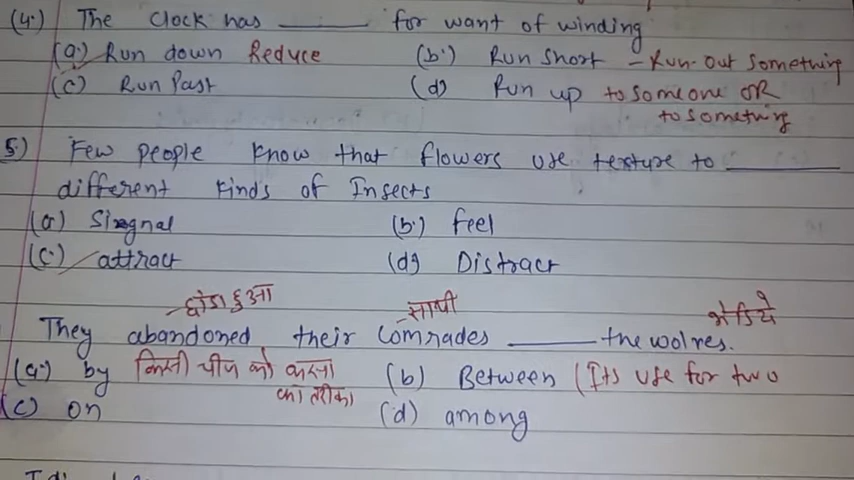 (4.) The Clock has ______ for want of winding
(a.) Run down Reduce (b.) Run Short - Run-out something
(c) Run Past (d) Run up to someone OR
to something
5.) Few people know that flowers use texture to ______
different kinds of Insects
(a) Signal (b.) feel
(c.) attract (d) Distract
छोडा हुआ साथी भेडिये
They abandoned their Comrades ______ the wolves.
(a.) by किसी चीज को करना (b) Between (Its use for two
का तरीका
(c) on (d) among